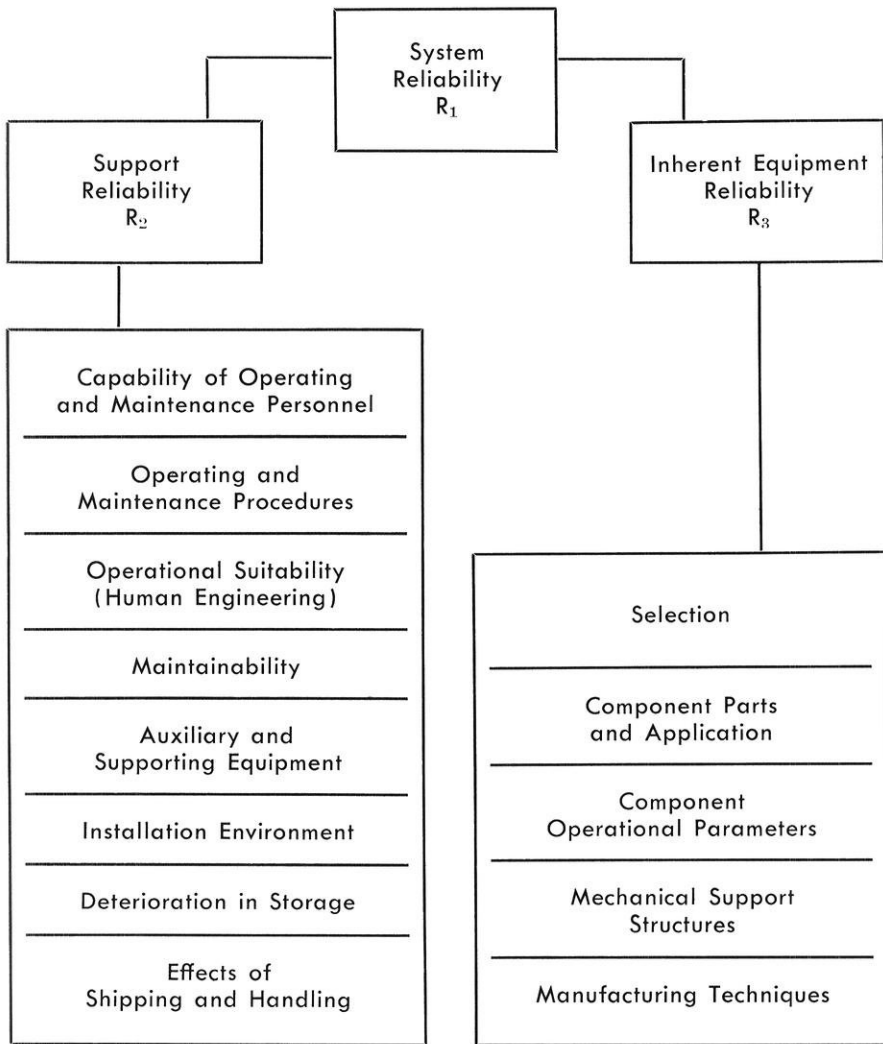 System
Reliability
R₁
Support
Reliability
R₂
Inherent Equipment
Reliability
R₃
Capability of Operating
and Maintenance Personnel
Operating and
Maintenance Procedures
Operational Suitability
(Human Engineering)
Maintainability
Auxiliary and
Supporting Equipment
Installation Environment
Deterioration in Storage
Effects of
Shipping and Handling
Selection
Component Parts
and Application
Component
Operational Parameters
Mechanical Support
Structures
Manufacturing Techniques